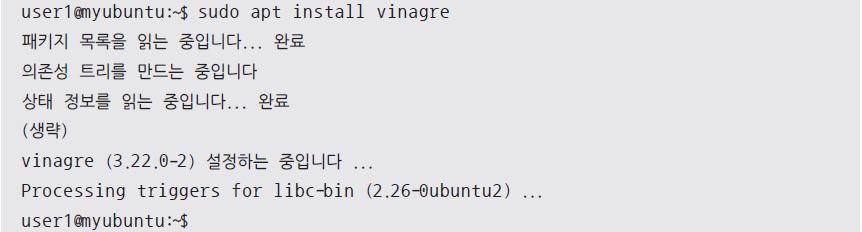 user1@myubuntu:~$ sudo apt install vinagre
패키지 목록을 읽는 중입니다... 완료
의존성 트리를 만드는 중입니다
상태 정보를 읽는 중입니다... 완료
(생략)
vinagre (3.22.0-2) 설정하는 중입니다 ...
Processing triggers for libc-bin (2.26-0ubuntu2) ...
user1@myubuntu:~$